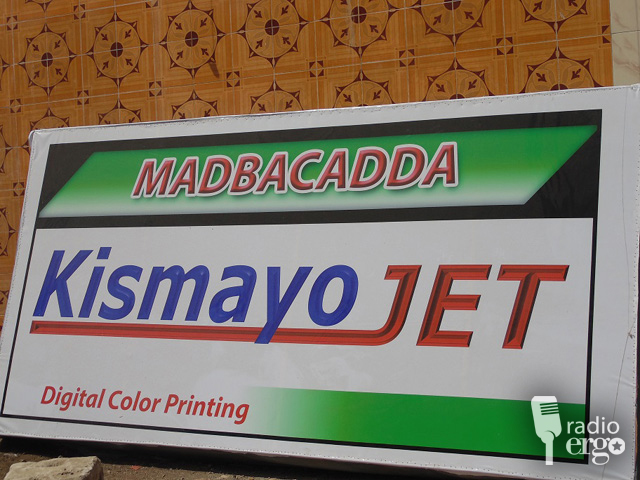 MADBACADDA
Kismayo JET
Digital Color Printing
radio
ergo